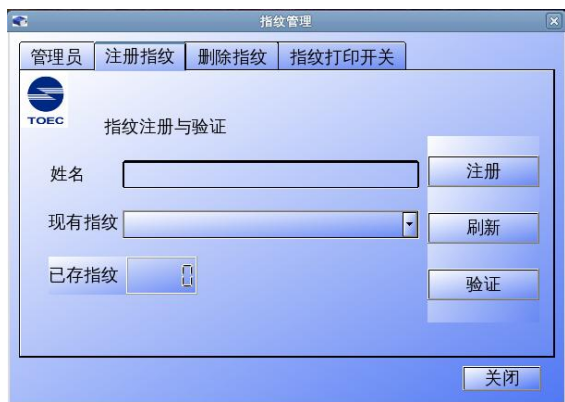 指纹管理
管理员 注册指纹 删除指纹 指纹打印开关
TOEC
指纹注册与验证
姓名
注册
现有指纹
刷新
已存指纹 0
验证
关闭